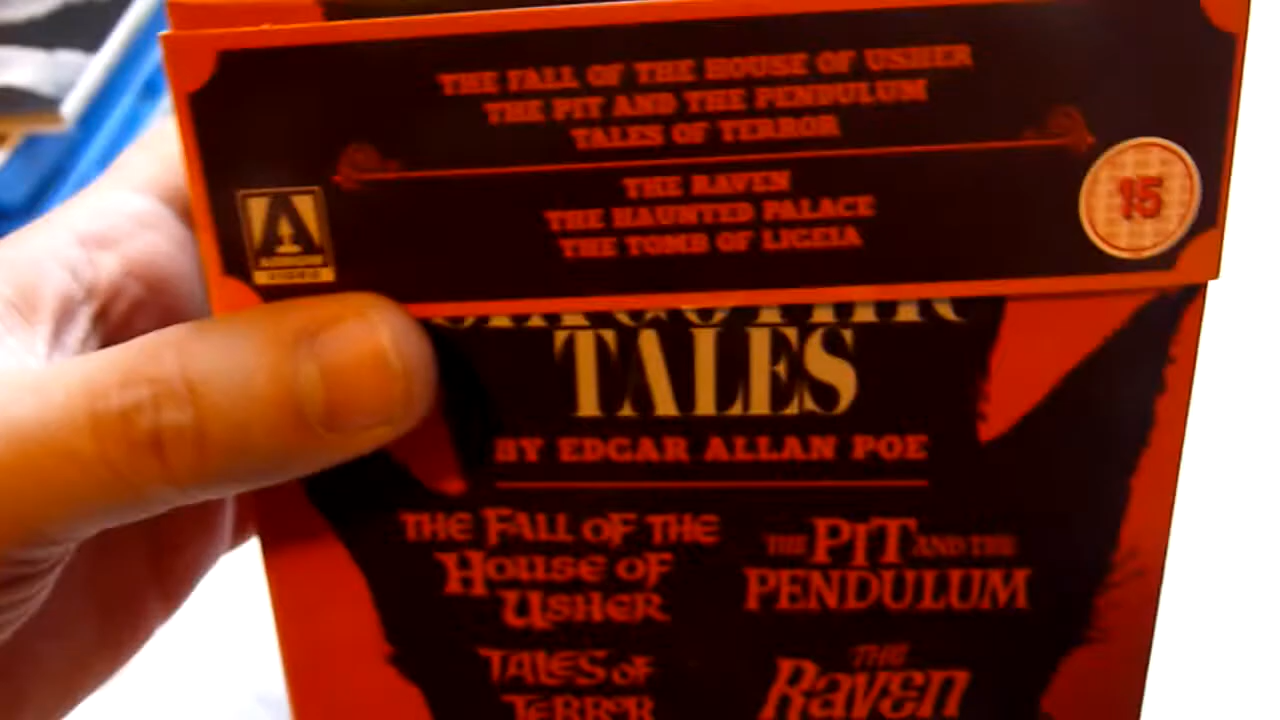 THE FALL OF THE HOUSE OF USHER
THE PIT AND THE PENDULUM
TALES OF TERROR
THE RAVEN
THE HAUNTED PALACE
THE TOMB OF LIGEIA
15
A
VIDEO
TALES
BY EDGAR ALLAN POE
THE FALL OF THE
HOUSE OF
USHER
THE PIT AND THE
PENDULUM
TALES OF
TERROR
THE
RAVEN